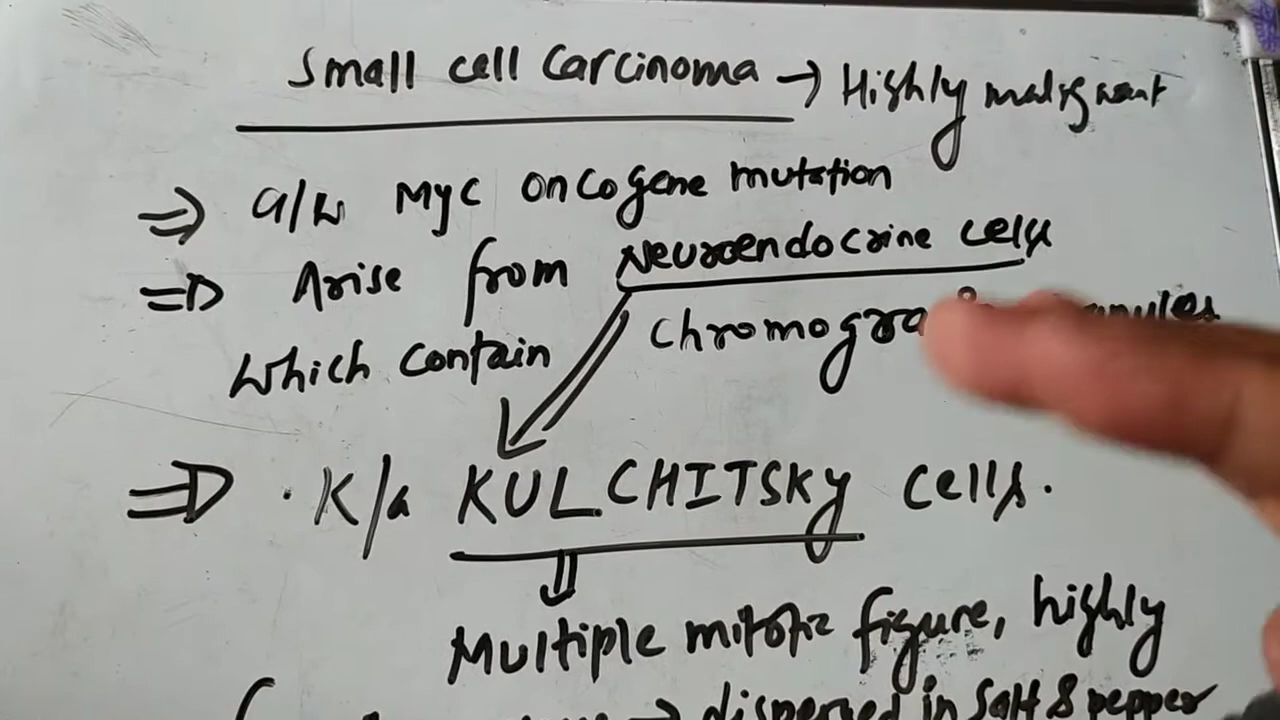 Small cell Carcinoma → Highly malignant
⇒ a/w Myc oncogene mutation
⇒ Arise from Neuroendocrine cells
which contain chromogra
⇒ K/a KULCHITSKY cells.
Multiple mitotic figure, highly
→ dispersed in Salt & pepper